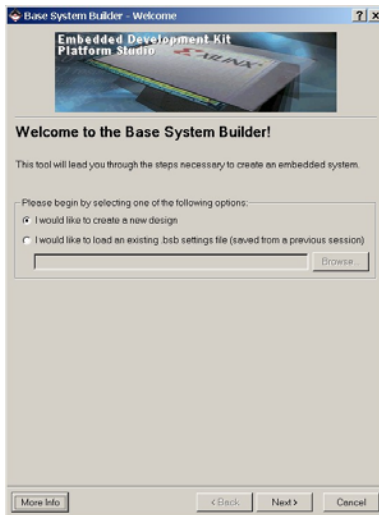 Base System Builder - Welcome
Embedded Development Kit
Platform Studio
XILINX
Welcome to the Base System Builder!
This tool will lead you through the steps necessary to create an embedded system.
Please begin by selecting one of the following options:
I would like to create a new design
I would like to load an existing .bsb settings file (saved from a previous session)
Browse...
More Info
< Back
Next >
Cancel